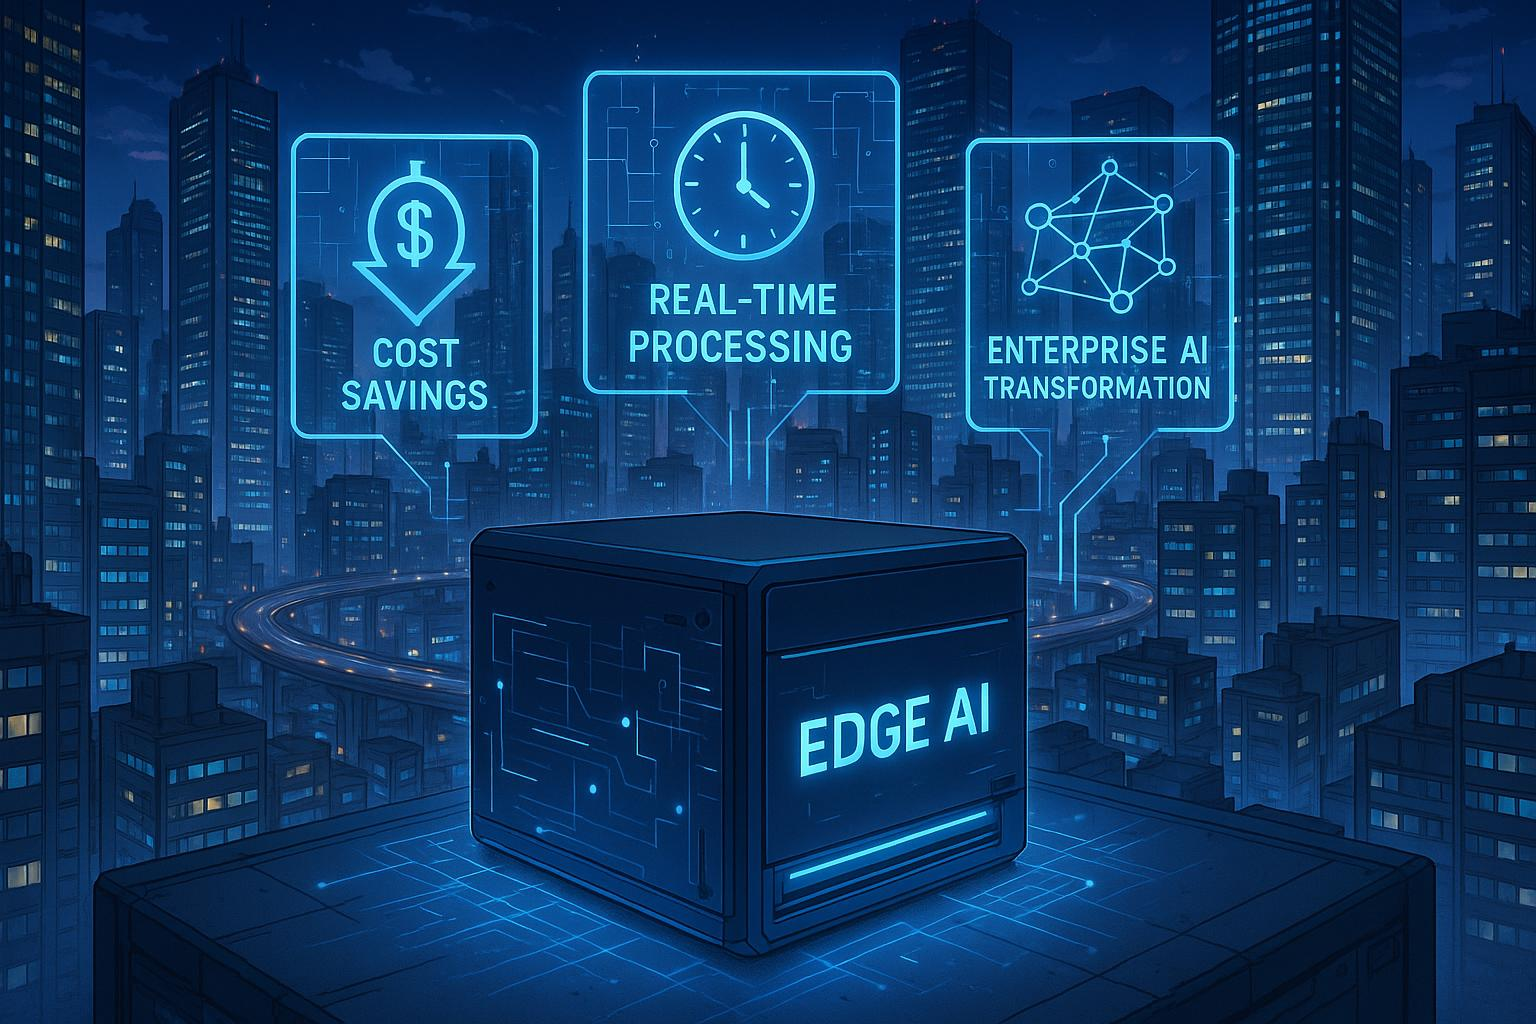 $
COST
SAVINGS
REAL-TIME
PROCESSING
ENTERPRISE AI
TRANSFORMATION
EDGE AI